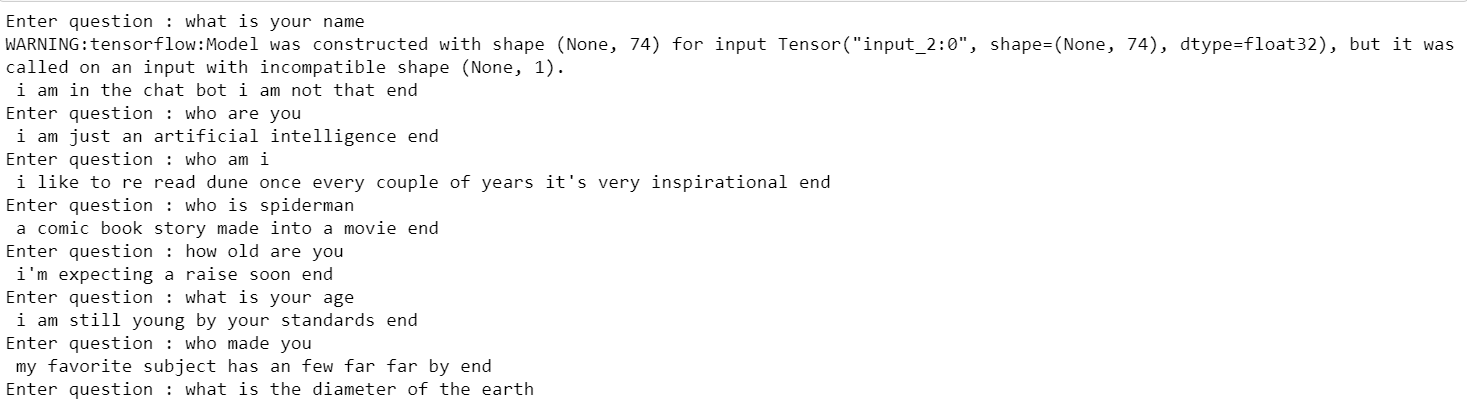 Enter question : what is your name
WARNING:tensorflow:Model was constructed with shape (None, 74) for input Tensor("input_2:0", shape=(None, 74), dtype=float32), but it was
called on an input with incompatible shape (None, 1).
i am in the chat bot i am not that end
Enter question : who are you
i am just an artificial intelligence end
Enter question : who am i
i like to re read dune once every couple of years it's very inspirational end
Enter question : who is spiderman
a comic book story made into a movie end
Enter question : how old are you
i'm expecting a raise soon end
Enter question : what is your age
i am still young by your standards end
Enter question : who made you
my favorite subject has an few far far by end
Enter question : what is the diameter of the earth